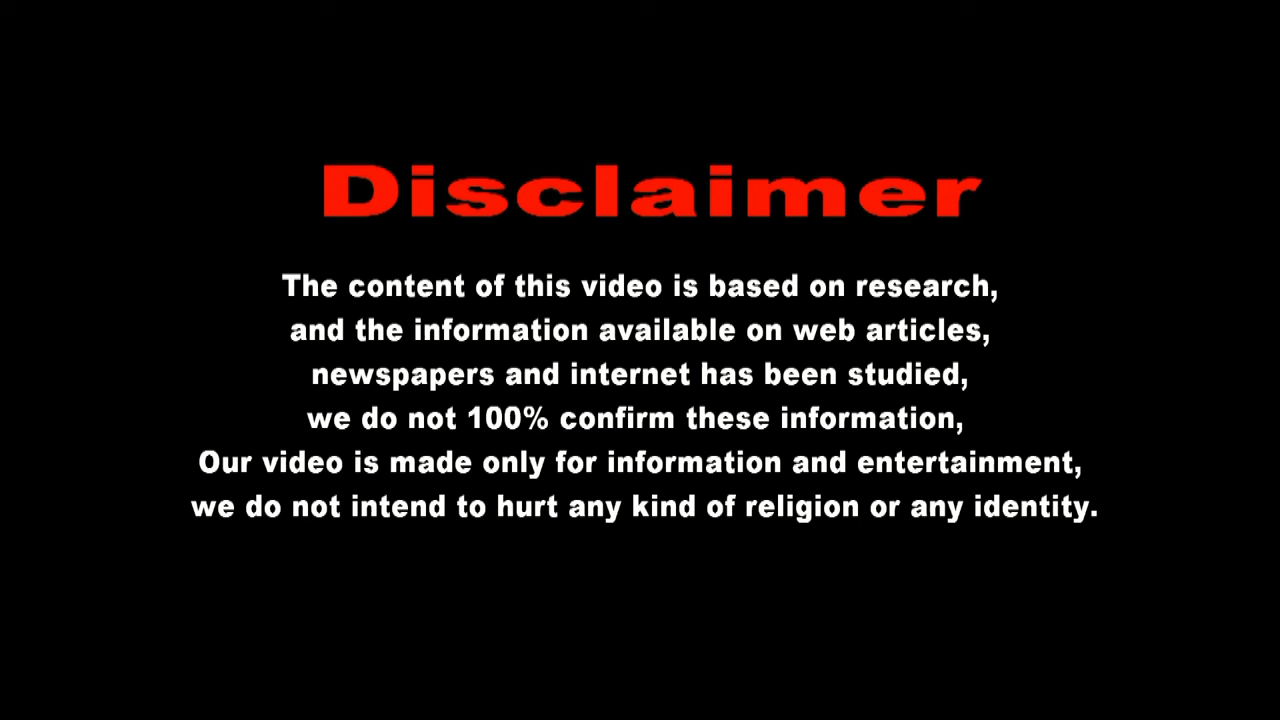 Disclaimer
The content of this video is based on research,
and the information available on web articles,
newspapers and internet has been studied,
we do not 100% confirm these information,
Our video is made only for information and entertainment,
we do not intend to hurt any kind of religion or any identity.